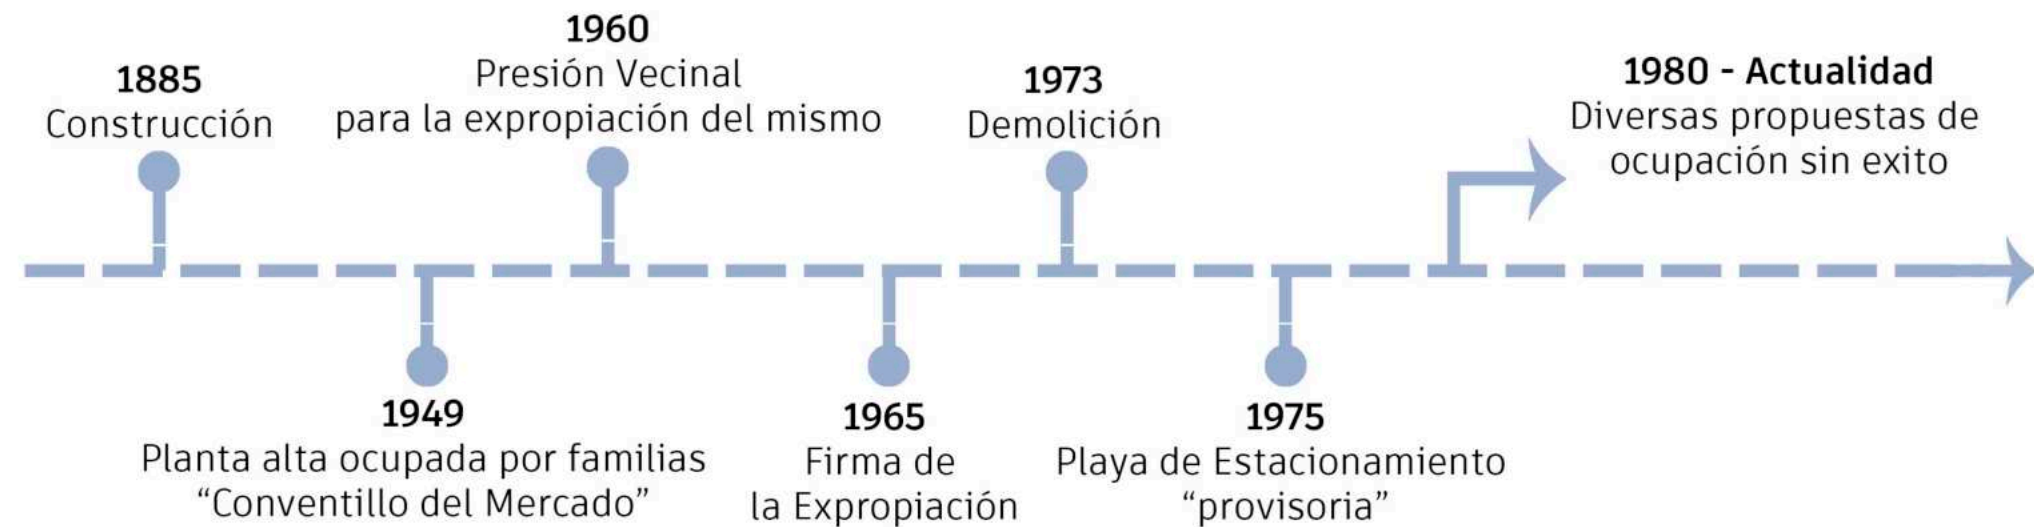 1885
Construcción
1949
Planta alta ocupada por familias
“Conventillo del Mercado”
1960
Presión Vecinal
para la expropiación del mismo
1965
Firma de
la Expropiación
1973
Demolición
1975
Playa de Estacionamiento
“provisoria”
1980 - Actualidad
Diversas propuestas de
ocupación sin exito